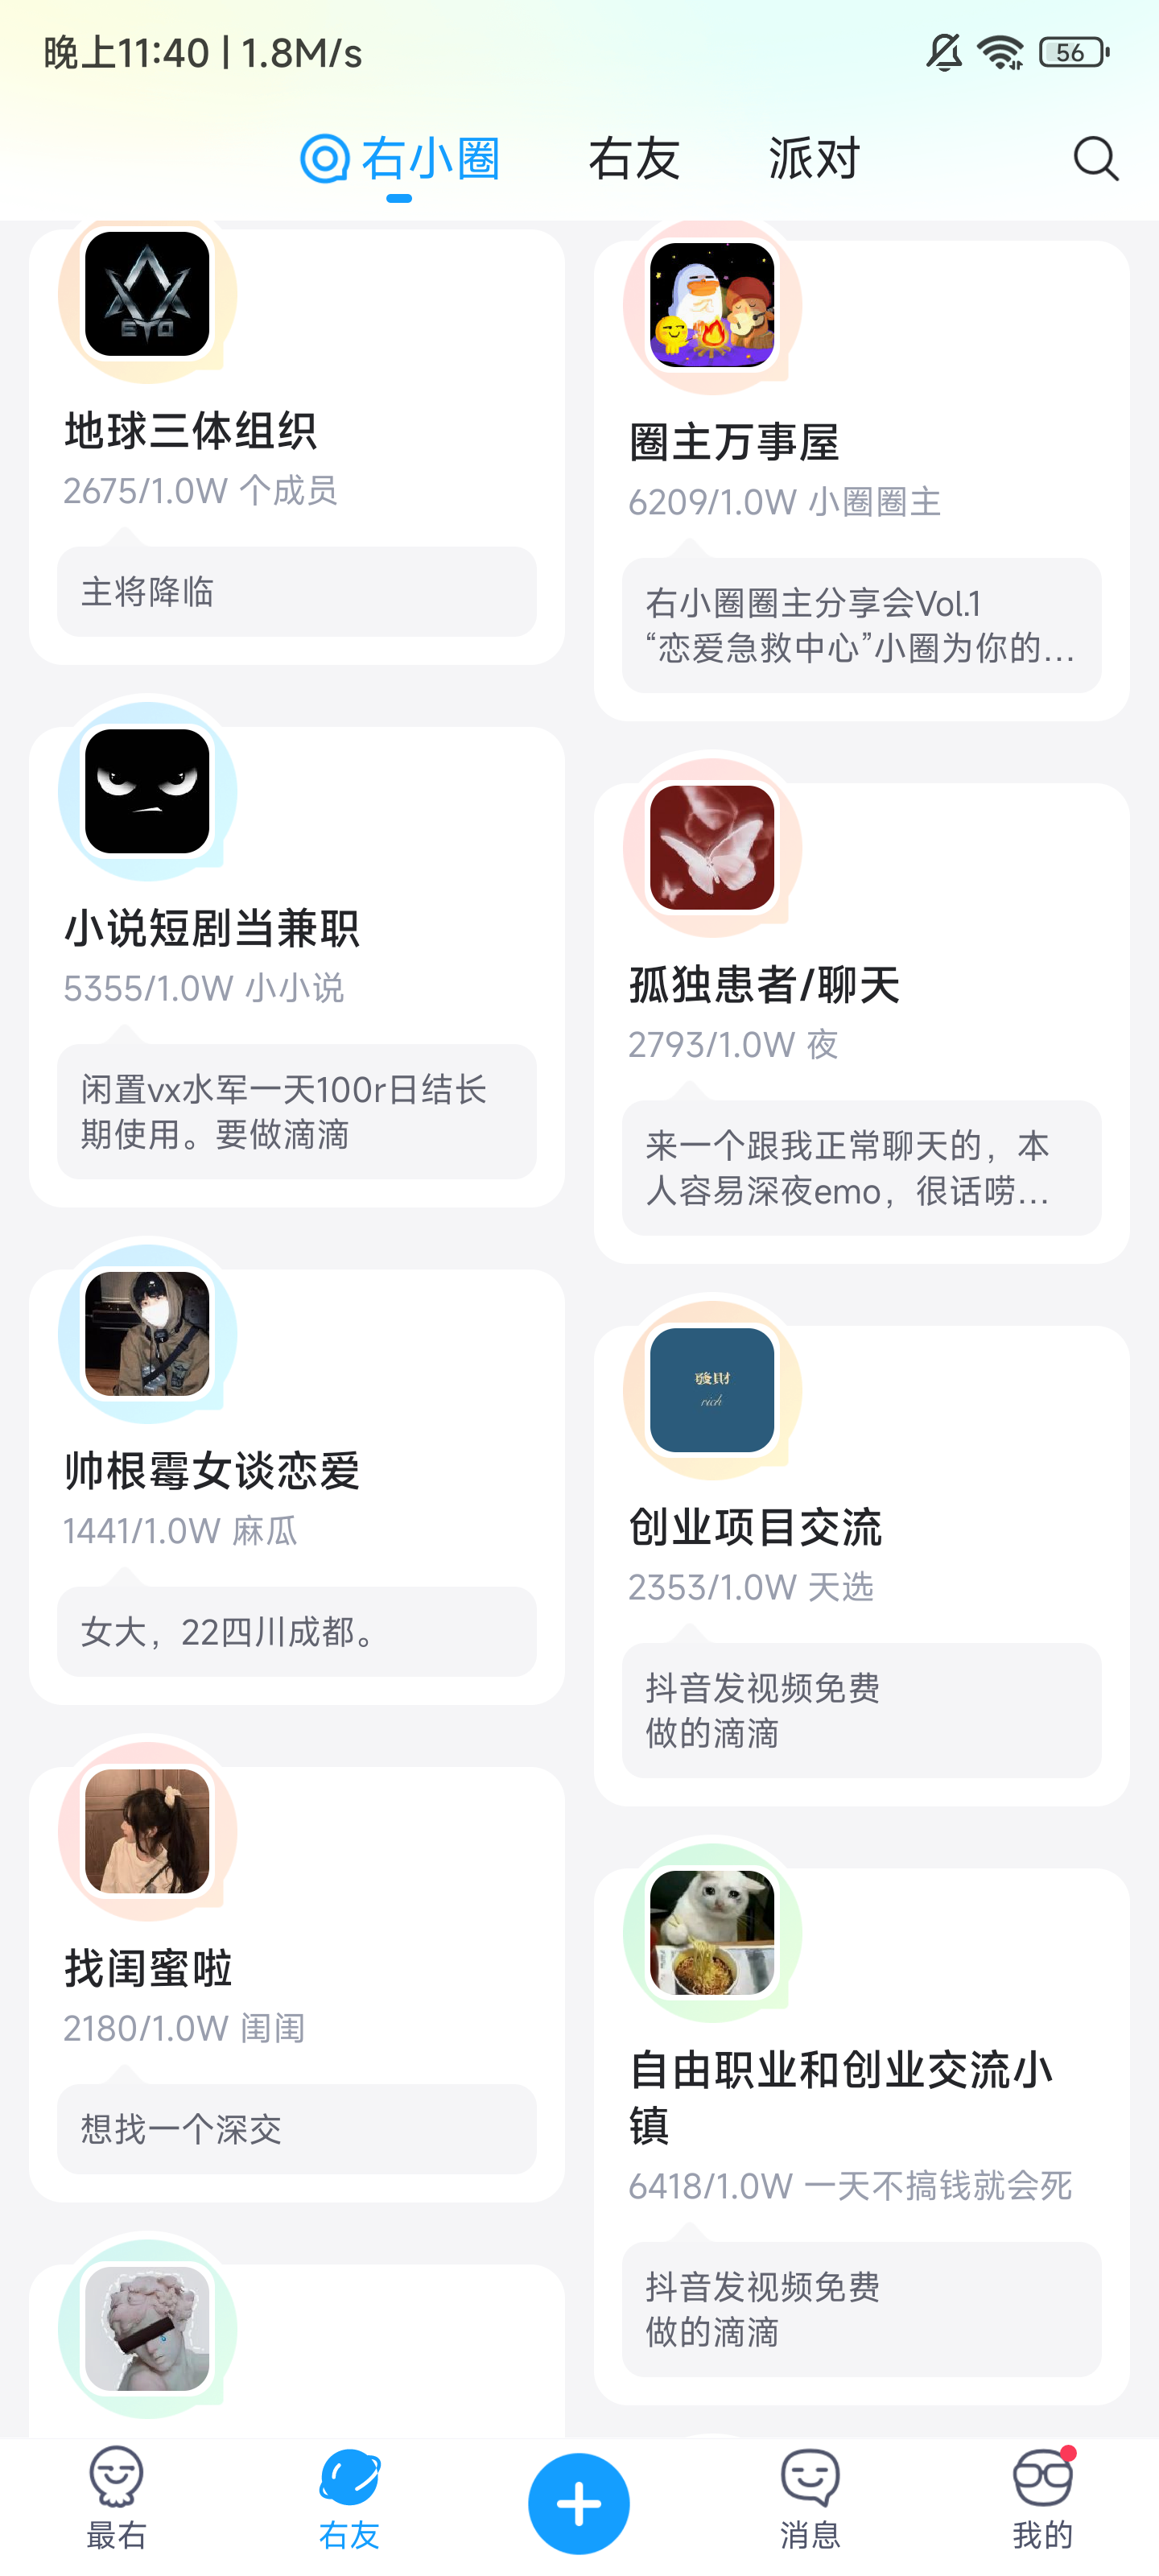 晚上11:40 | 1.8M/s
56
右小圈
右友
派对
ETO
地球三体组织
2675/1.0W 个成员
主将降临
圈主万事屋
6209/1.0W 小圈圈主
右小圈圈主分享会Vol.1
“恋爱急救中心”小圈为你的...
小说短剧当兼职
5355/1.0W 小小说
闲置vx水军一天100r日结长
期使用。要做滴滴
孤独患者/聊天
2793/1.0W 夜
来一个跟我正常聊天的，本
人容易深夜emo，很话唠...
帅根霉女谈恋爱
1441/1.0W 麻瓜
女大，22四川成都。
發財
rich
创业项目交流
2353/1.0W 天选
抖音发视频免费
做的滴滴
找闺蜜啦
2180/1.0W 闺闺
想找一个深交
自由职业和创业交流小
镇
6418/1.0W 一天不搞钱就会死
抖音发视频免费
做的滴滴
最右
右友
消息
我的